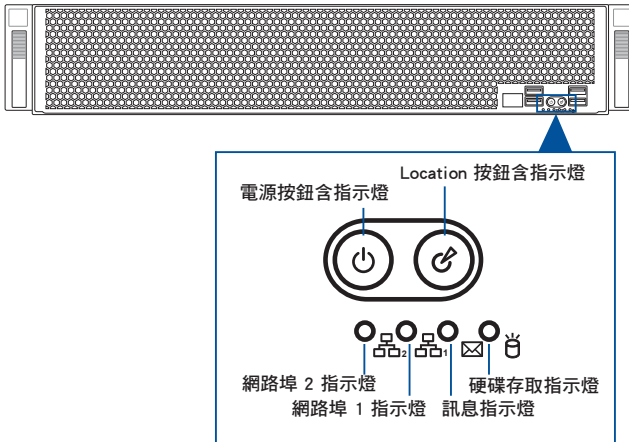 Location 按鈕含指示燈
電源按鈕含指示燈
2
1
網路埠 2 指示燈
硬碟存取指示燈
網路埠 1 指示燈
訊息指示燈